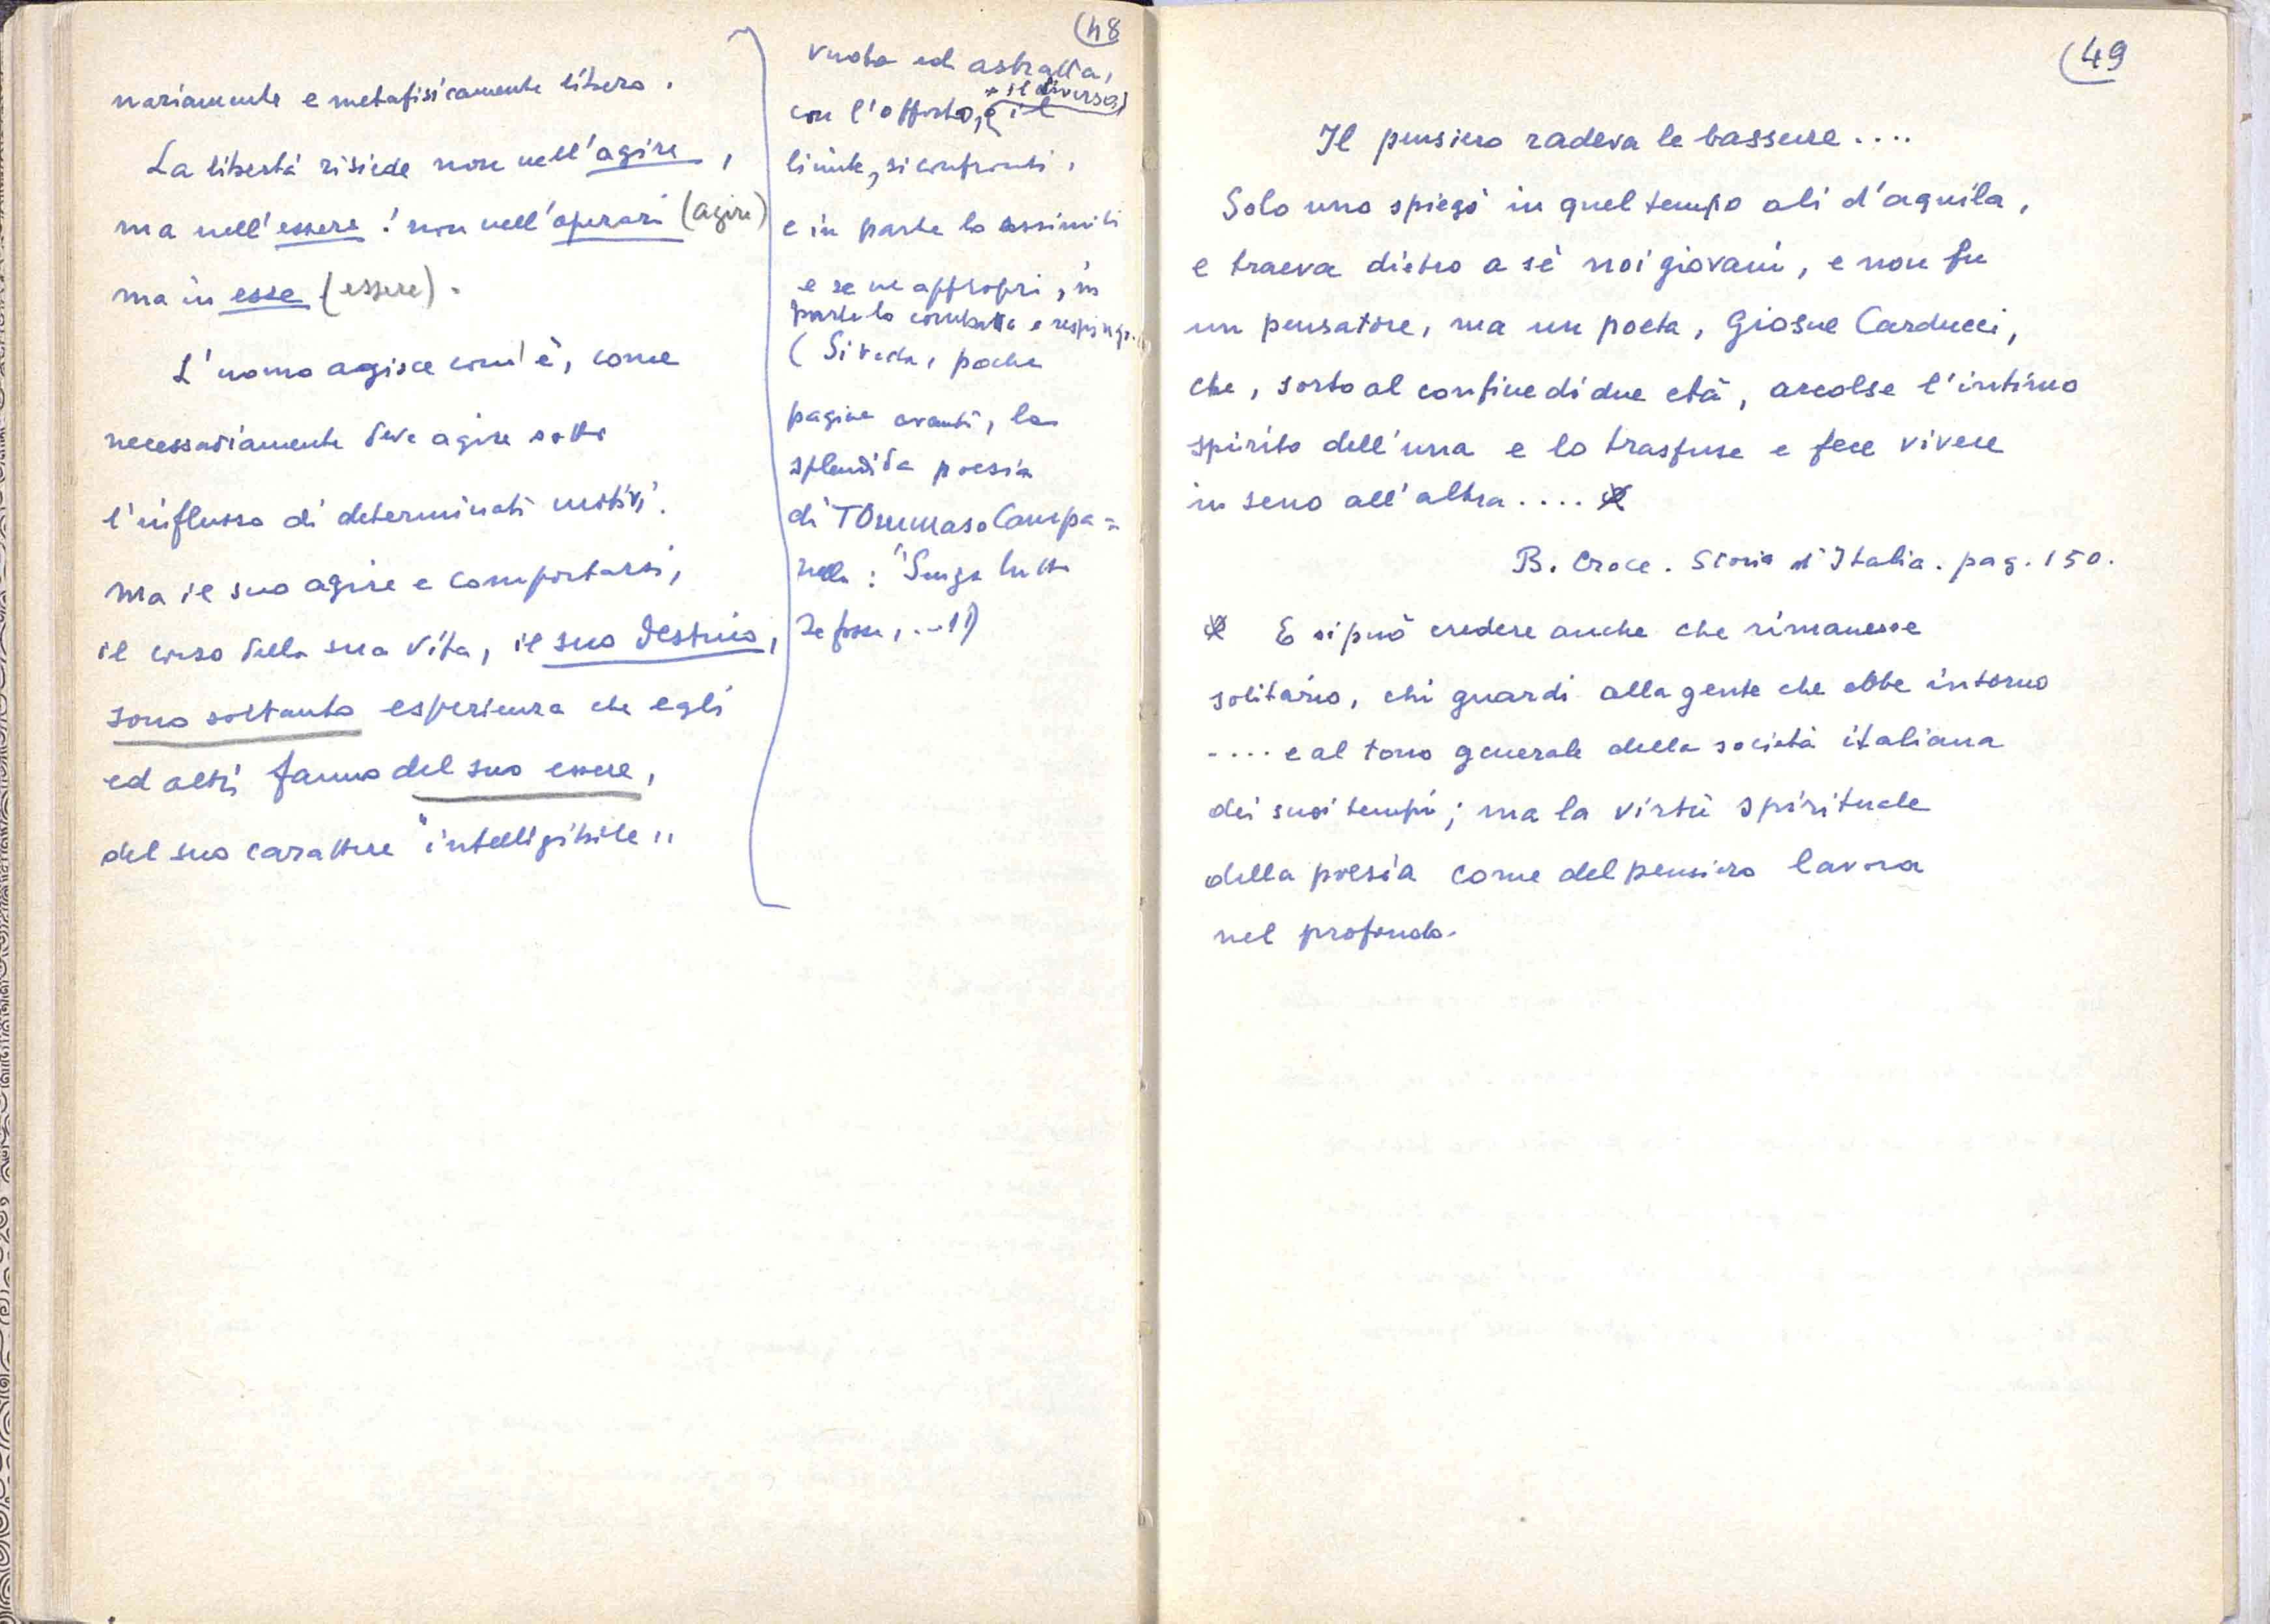 48
nariamente e metafisicamente libero.
La libertà risiede non nell'agire,
ma nell'essere! non nell'operari (agire)
ma in esse (essere).
L'uomo agisce com'è, come
necessariamente deve agire sotto
l'influsso di determinati motivi.
Ma il suo agire e comportarsi,
il corso della sua vita, il suo destino,
sono soltanto esperienza che egli
ed altri fanno del suo essere,
del suo carattere "intelligibile"
vuota ed astratta,
e il diverso,
con l'opposto, e il
limite, si confronti,
e in parte lo assimili
e se ne appropri, in
parte lo combatta e respinga.
(Si veda, poche
pagine avanti, la
splendida poesia
di TOmmaso Campa=
nella: "Senza tutto
se fosse, ..")
49
Il pensiero radeva le bassure....
Solo uno spiegò in quel tempo ali d'aquila,
e traeva dietro a sè noi giovani, e non fu
un pensatore, ma un poeta, Giosue Carducci,
che, sorto al confine di due età, accolse l'intimo
spirito dell'una e lo trasfuse e fece vivere
in seno all'altra....
B. Croce. Storia d'Italia. pag. 150.
E si può credere anche che rimanesse
solitario, chi guardi alla gente che ebbe intorno
.... e al tono generale della società italiana
dei suoi tempi; ma la virtù spirituale
della poesia come del pensiero lavora
nel profondo.